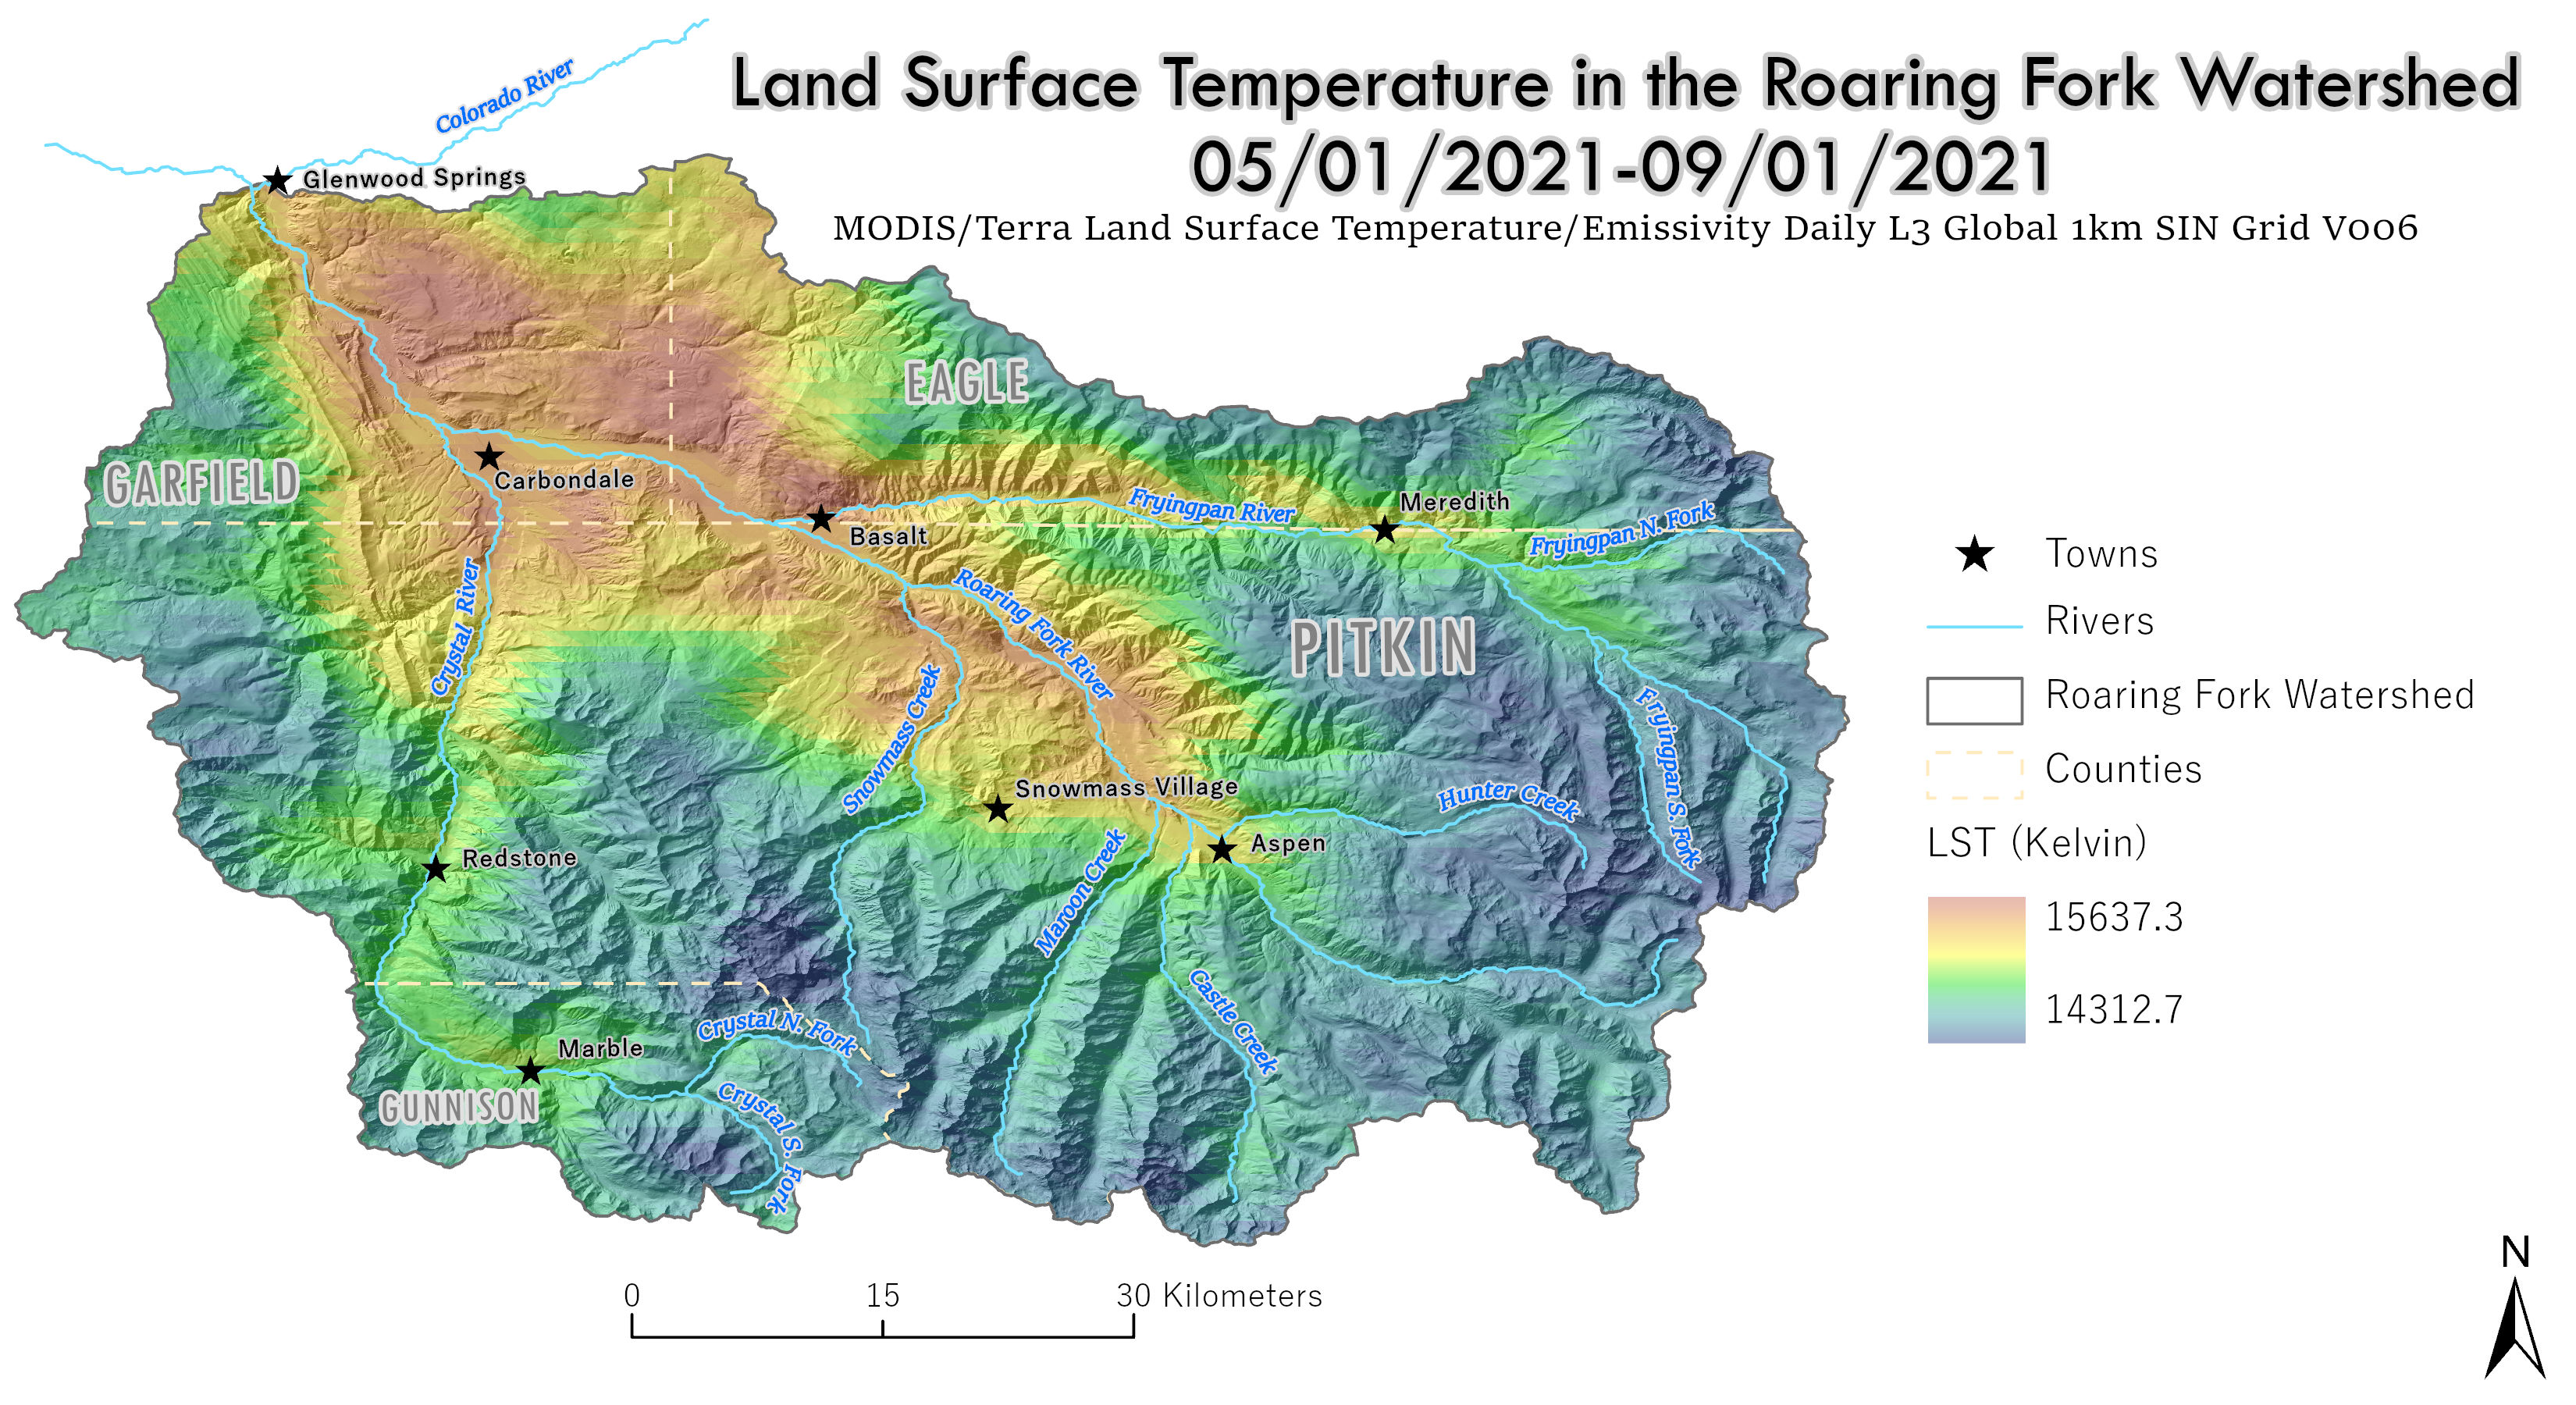 Land Surface Temperature in the Roaring Fork Watershed
05/01/2021-09/01/2021
MODIS/Terra Land Surface Temperature/Emissivity Daily L3 Global 1km SIN Grid V006
Colorado River
Glenwood Springs
EAGLE
GARFIELD
Carbondale
Basalt
Fryingpan River
Meredith
Fryingpan N. Fork
Crystal River
Roaring Fork River
PITKIN
Snowmass Creek
Fryingpan S. Fork
Snowmass Village
Hunter Creek
Redstone
Aspen
Maroon Creek
Castle Creek
Crystal N. Fork
Marble
GUNNISON
Crystal S. Fork
Towns
Rivers
Roaring Fork Watershed
Counties
LST (Kelvin)
15637.3
14312.7
0 15 30 Kilometers
N